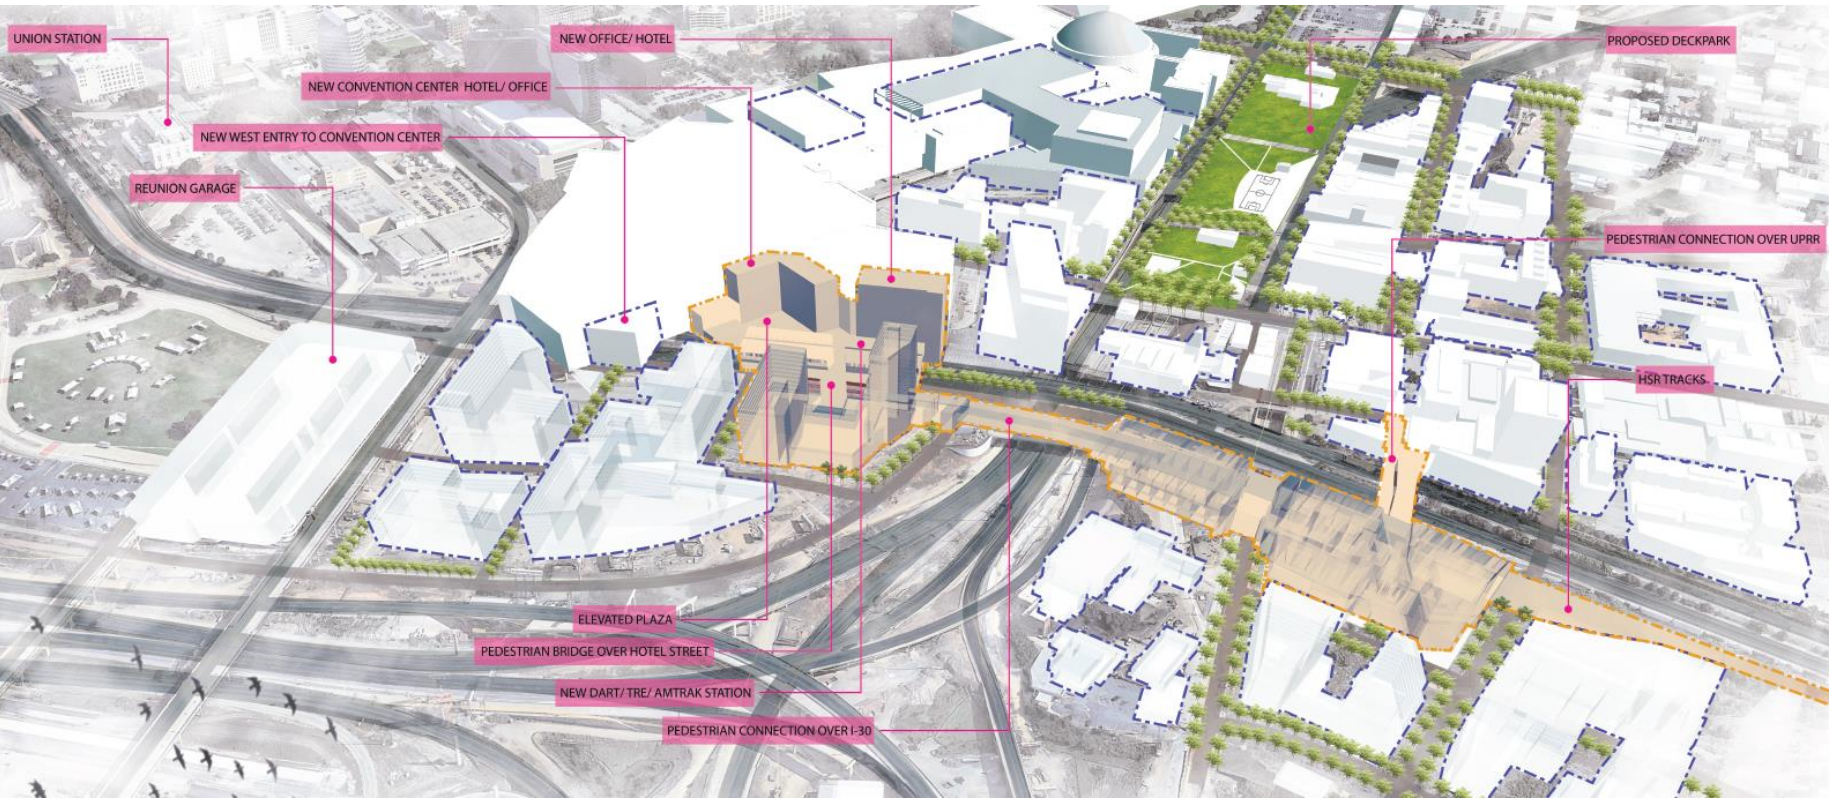 UNION STATION
NEW OFFICE/ HOTEL
PROPOSED DECKPARK
NEW CONVENTION CENTER  HOTEL/ OFFICE
NEW WEST ENTRY TO CONVENTION CENTER
REUNION GARAGE
PEDESTRIAN CONNECTION OVER UPRR
HSR TRACKS
ELEVATED PLAZA
PEDESTRIAN BRIDGE OVER HOTEL STREET
NEW DART/ TRE/ AMTRAK STATION
PEDESTRIAN CONNECTION OVER I-30